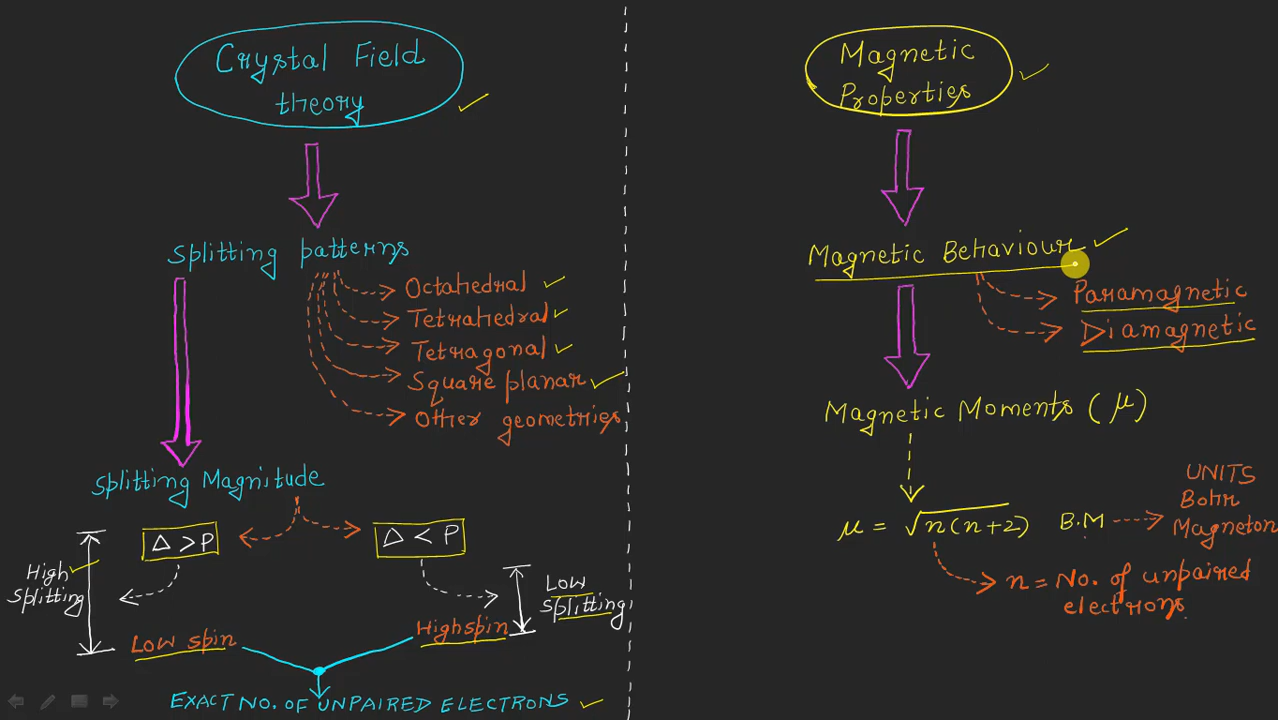 Crystal Field
theory
Splitting patterns
Octahedral
Tetrahedral
Tetragonal
Square planar
Other geometries
Splitting Magnitude
Δ > P
Δ < P
High
Splitting
Low
splitting
Low spin
High spin
EXACT NO. OF UNPAIRED ELECTRONS
Magnetic
Properties
Magnetic Behaviour
Paramagnetic
Diamagnetic
Magnetic Moments (μ)
μ = √n(n+2) B.M
UNITS
Bohr
Magneton
n = No. of unpaired
electrons